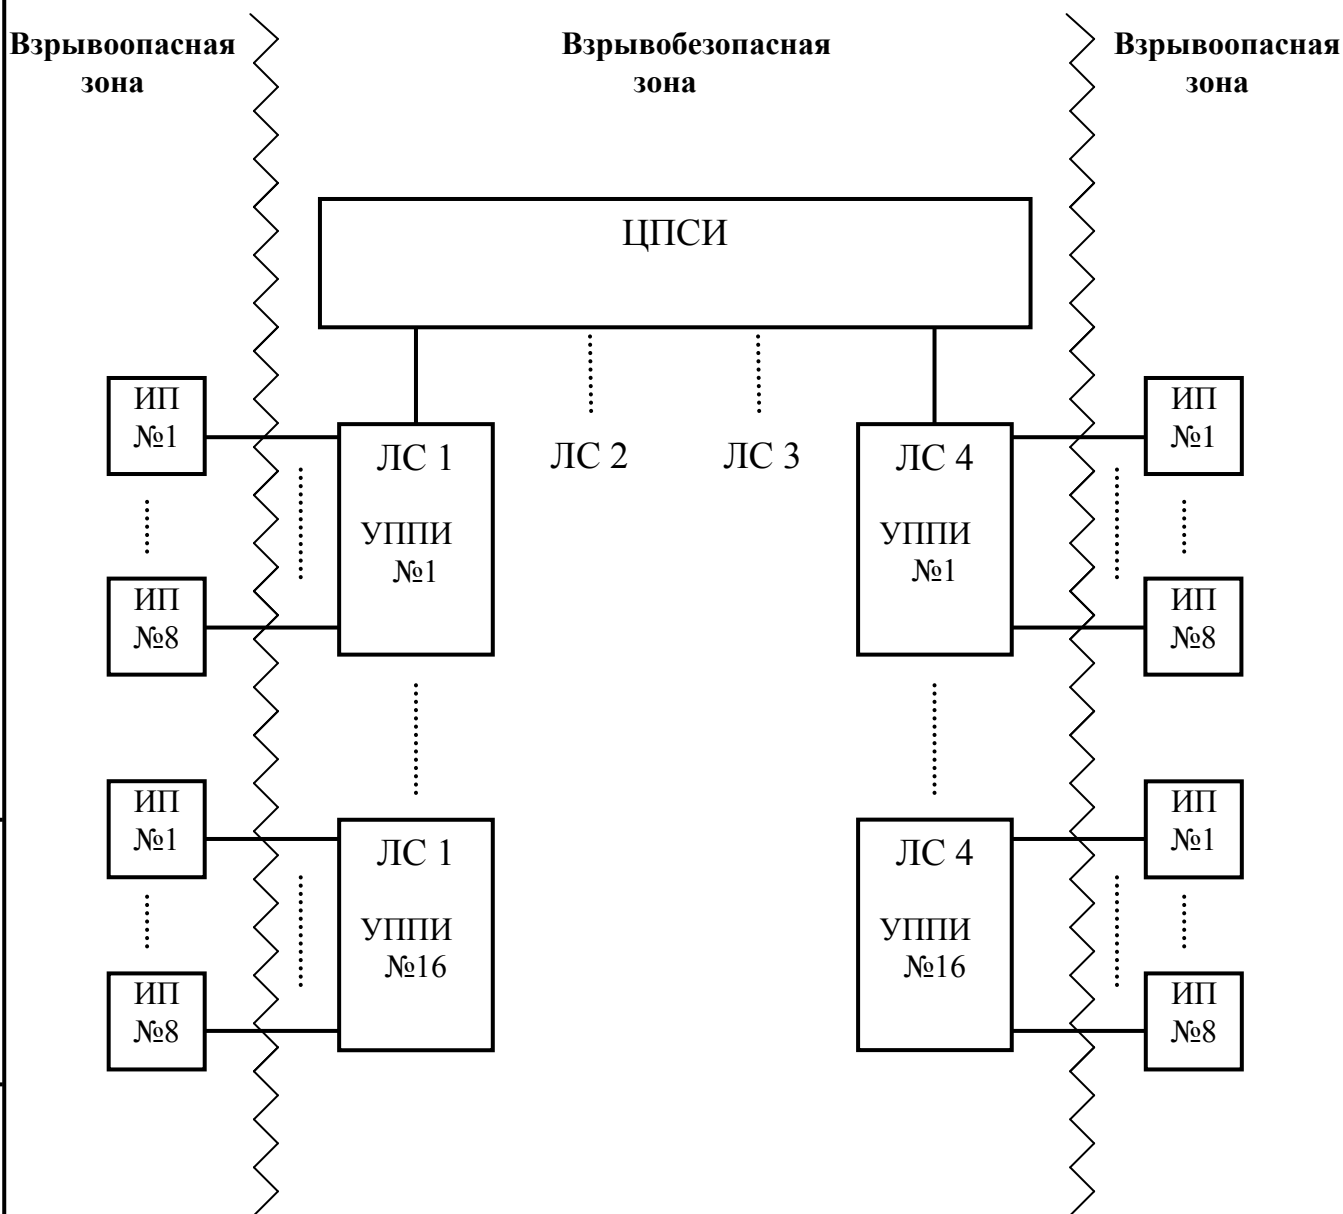 Взрывоопасная
зона
Взрывобезопасная
зона
Взрывоопасная
зона
ЦПСИ
ИП
№1
ИП
№8
ЛС 1
УППИ
№1
ЛС 2
ЛС 3
ЛС 4
УППИ
№1
ИП
№1
ИП
№8
ИП
№1
ИП
№8
ЛС 1
УППИ
№16
ЛС 4
УППИ
№16
ИП
№1
ИП
№8